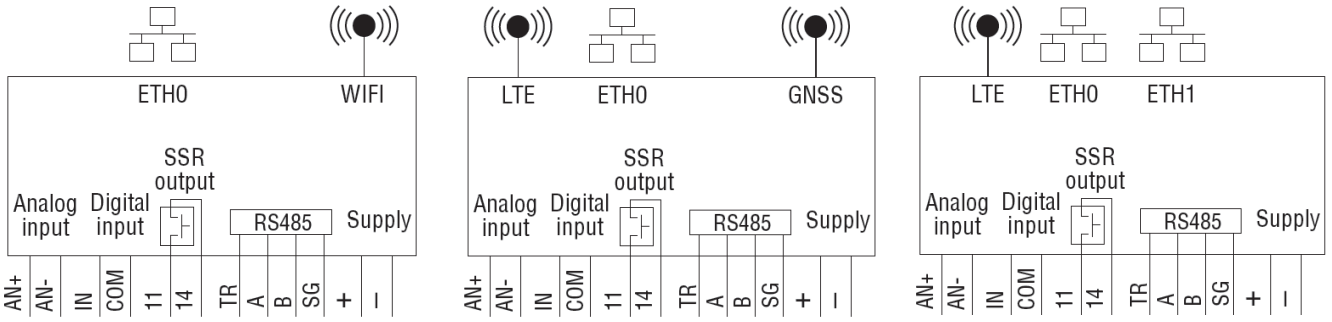 ETH0 WIFI
SSR
output
Analog Digital
input input
RS485 Supply
AN+ AN- IN COM 11 14 TR A B SG + –
LTE ETH0 GNSS
SSR
output
Analog Digital
input input
RS485 Supply
AN+ AN- IN COM 11 14 TR A B SG + –
LTE ETH0 ETH1
SSR
output
Analog Digital
input input
RS485 Supply
AN+ AN- IN COM 11 14 TR A B SG + –